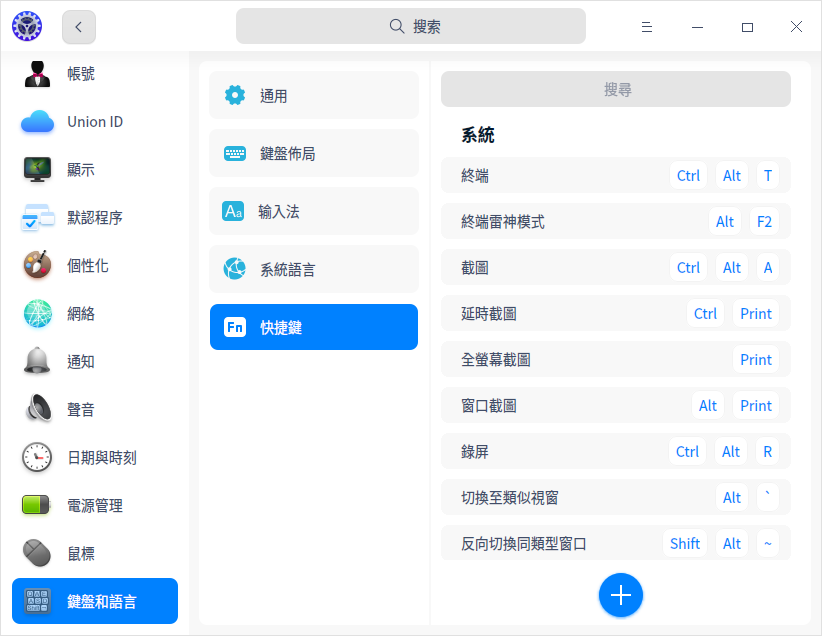 搜索
帳號
Union ID
顯示
默認程序
個性化
網絡
通知
聲音
日期與時刻
電源管理
鼠標
鍵盤和語言
通用
鍵盤佈局
Aa 输入法
系統語言
Fn 快捷鍵
搜尋
系統
終端 Ctrl Alt T
終端雷神模式 Alt F2
截圖 Ctrl Alt A
延時截圖 Ctrl Print
全螢幕截圖 Print
窗口截圖 Alt Print
錄屏 Ctrl Alt R
切換至類似視窗 Alt `
反向切換同類型窗口 Shift Alt ~